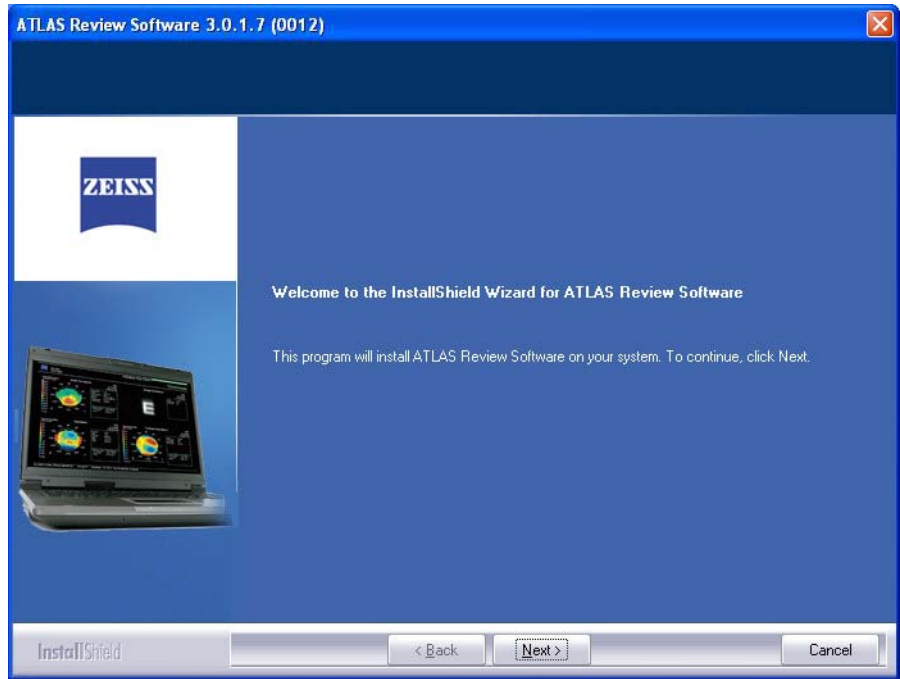 ATLAS Review Software 3.0.1.7 (0012)
ZEISS
Welcome to the InstallShield Wizard for ATLAS Review Software
This program will install ATLAS Review Software on your system. To continue, click Next.
E
InstallShield
< Back
Next >
Cancel